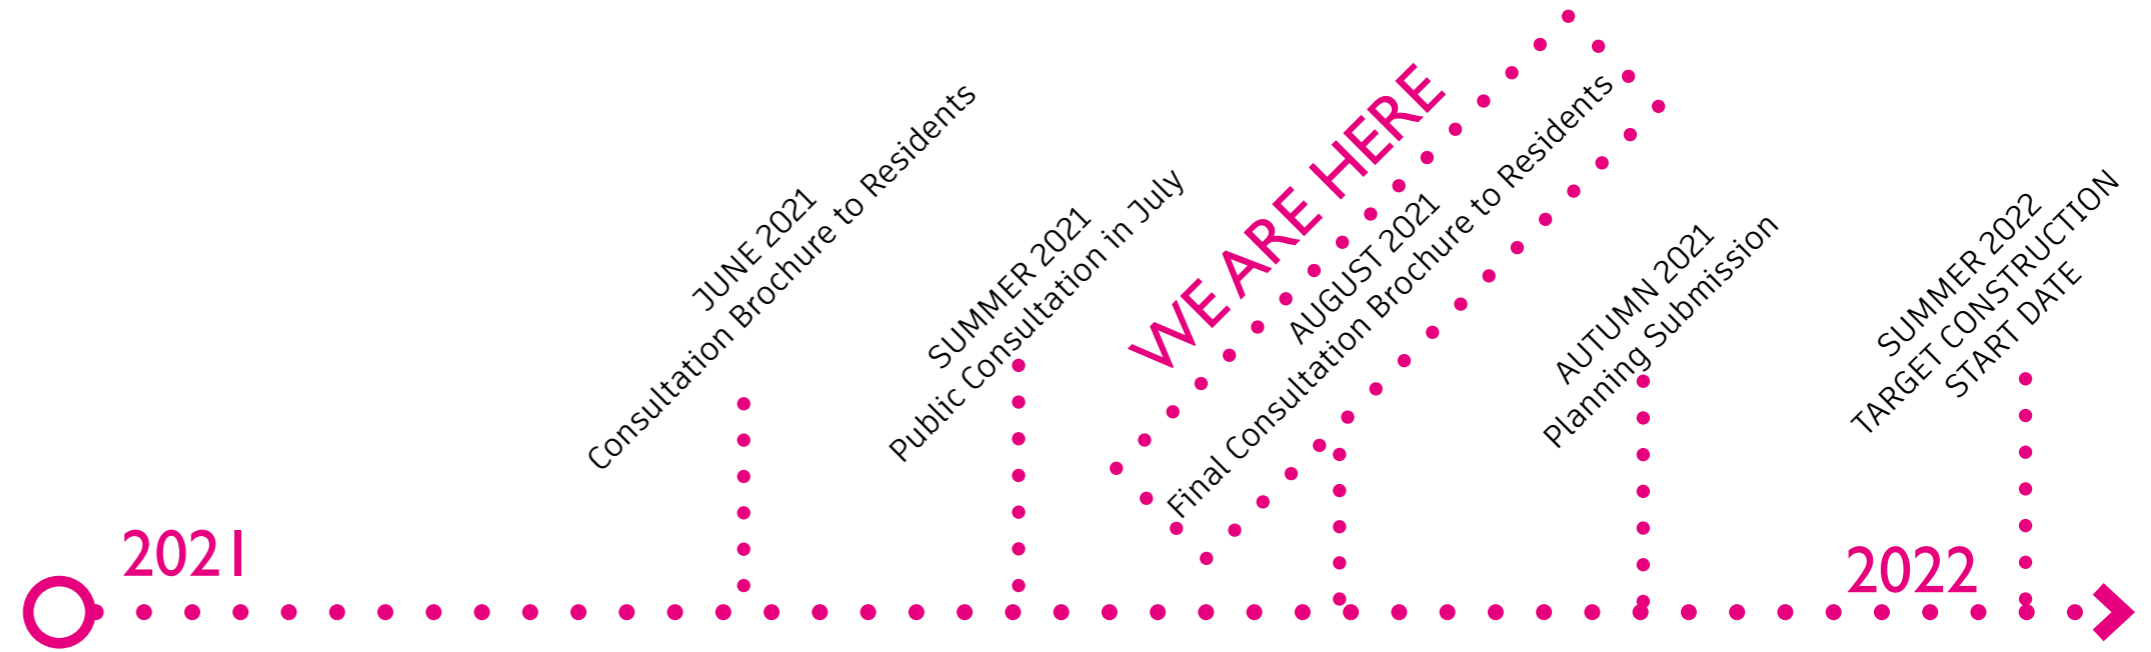 2021
JUNE 2021
Consultation Brochure to Residents
SUMMER 2021
Public Consultation in July
WE ARE HERE
AUGUST 2021
Final Consultation Brochure to Residents
AUTUMN 2021
Planning Submission
2022
SUMMER 2022
TARGET CONSTRUCTION
START DATE